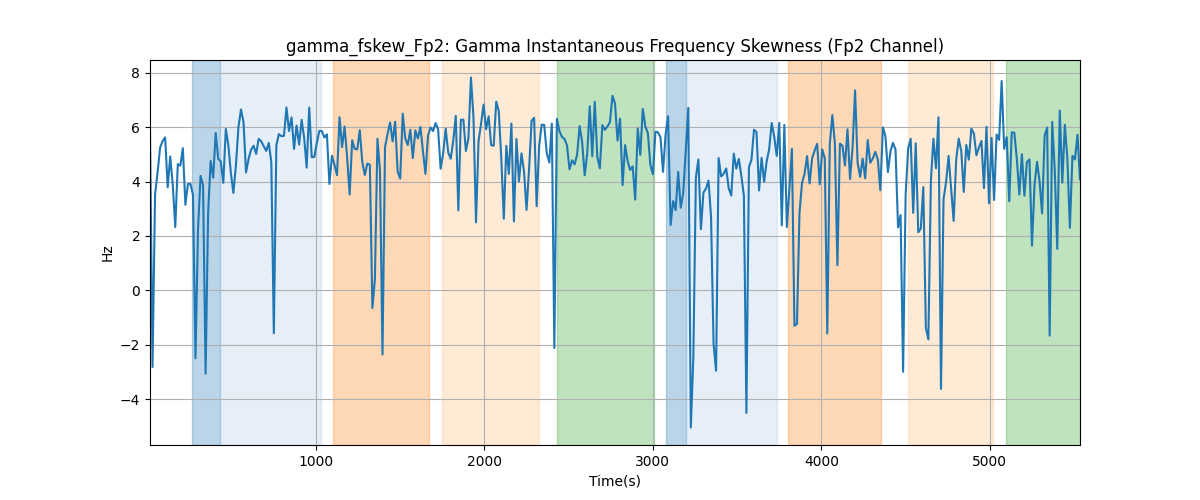 gamma_fskew_Fp2: Gamma Instantaneous Frequency Skewness (Fp2 Channel)
8
6
4
2
0
−2
−4
Hz
1000 2000 3000 4000 5000
Time(s)